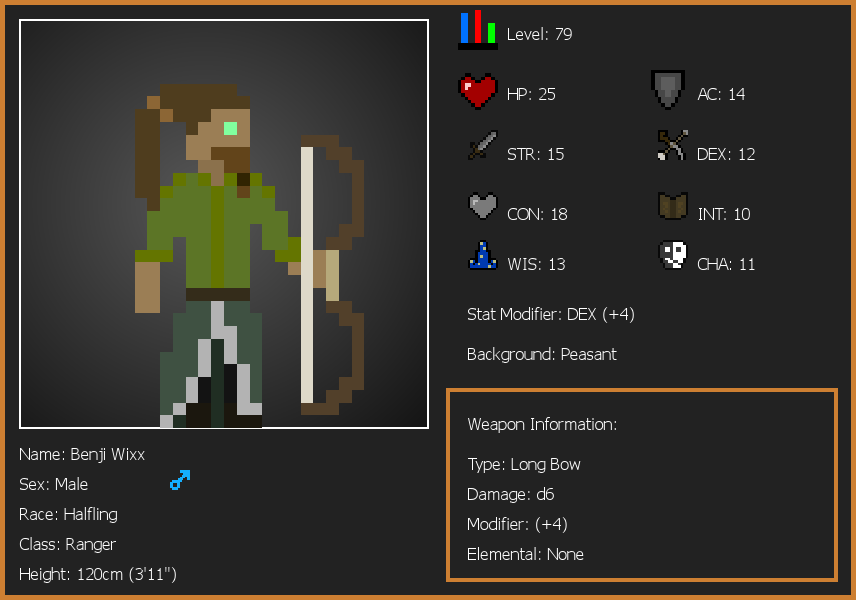 Level: 79
HP: 25
AC: 14
STR: 15
DEX: 12
CON: 18
INT: 10
WIS: 13
CHA: 11
Stat Modifier: DEX (+4)
Background: Peasant
Weapon Information:
Type: Long Bow
Damage: d6
Modifier: (+4)
Elemental: None
Name: Benji Wixx
Sex: Male
Race: Halfling
Class: Ranger
Height: 120cm (3'11")